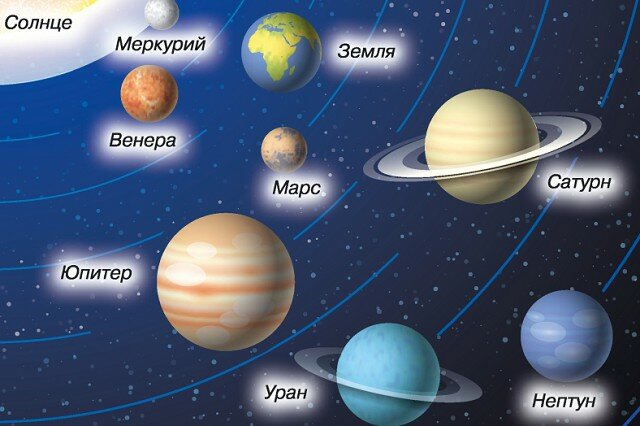 Солнце
Меркурий
Земля
Венера
Марс
Сатурн
Юпитер
Уран
Нептун